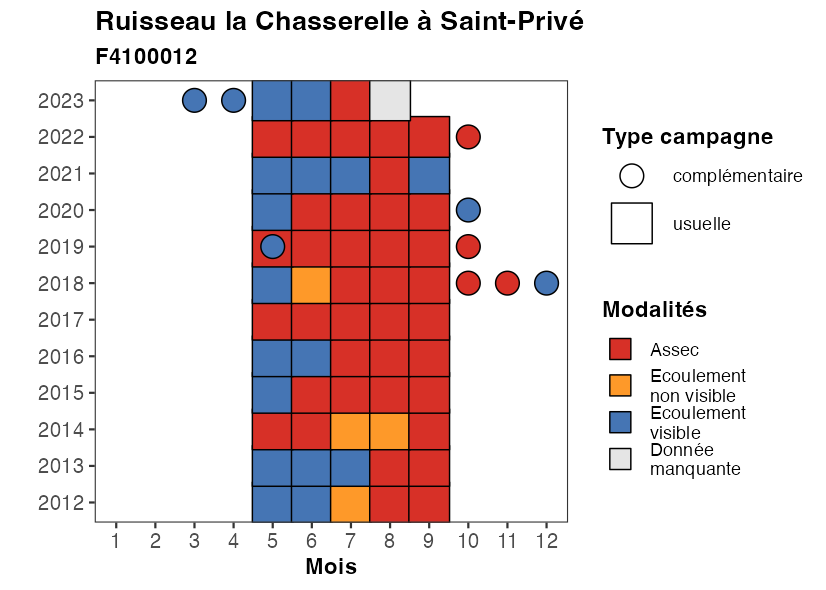 Ruisseau la Chasserelle à Saint-Privé
F4100012
2023
2022
2021
2020
2019
2018
2017
2016
2015
2014
2013
2012
1 2 3 4 5 6 7 8 9 10 11 12
Mois
Type campagne
complémentaire
usuelle
Modalités
Assec
Ecoulement
non visible
Ecoulement
visible
Donnée
manquante